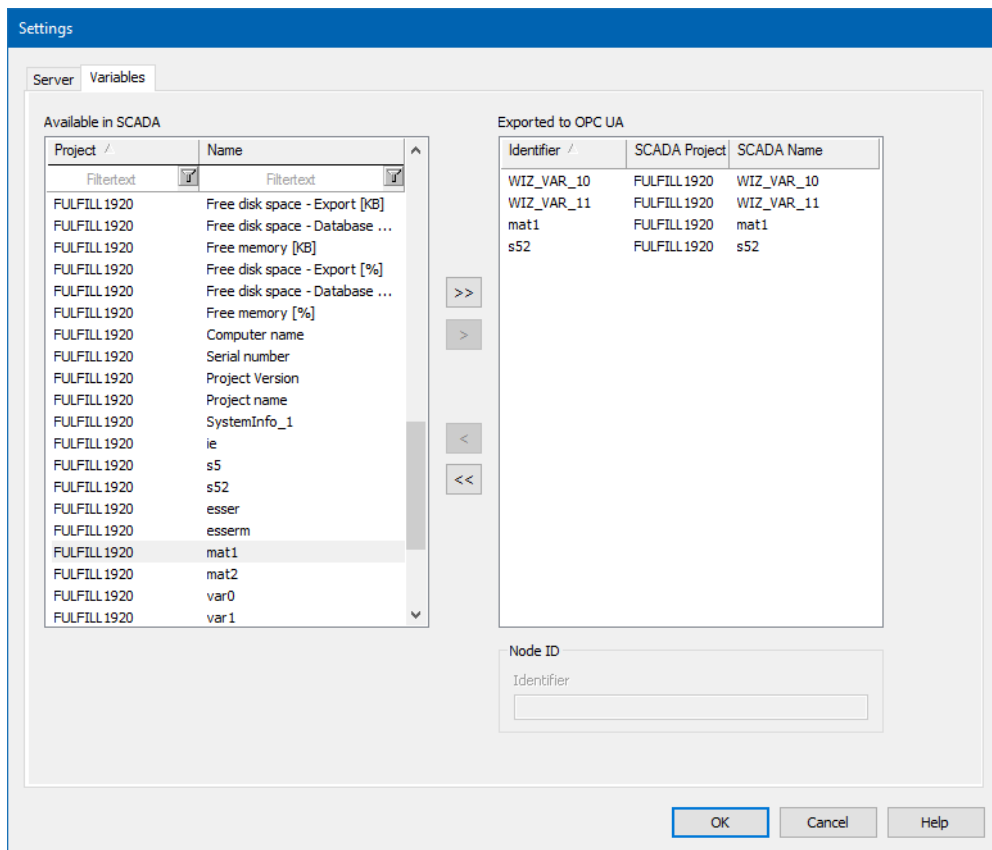 Settings
Server Variables
Available in SCADA
Project Name
Filtertext Filtertext
FULFILL1920 Free disk space - Export [KB]
FULFILL1920 Free disk space - Database ...
FULFILL1920 Free memory [KB]
FULFILL1920 Free disk space - Export [%]
FULFILL1920 Free disk space - Database ...
FULFILL1920 Free memory [%]
FULFILL1920 Computer name
FULFILL1920 Serial number
FULFILL1920 Project Version
FULFILL1920 Project name
FULFILL1920 SystemInfo_1
FULFILL1920 ie
FULFILL1920 s5
FULFILL1920 s52
FULFILL1920 esser
FULFILL1920 esserm
FULFILL1920 mat1
FULFILL1920 mat2
FULFILL1920 var0
FULFILL1920 var1
>>
>
<
<<
Exported to OPC UA
Identifier SCADA Project SCADA Name
WIZ_VAR_10 FULFILL1920 WIZ_VAR_10
WIZ_VAR_11 FULFILL1920 WIZ_VAR_11
mat1 FULFILL1920 mat1
s52 FULFILL1920 s52
Node ID
Identifier
OK Cancel Help